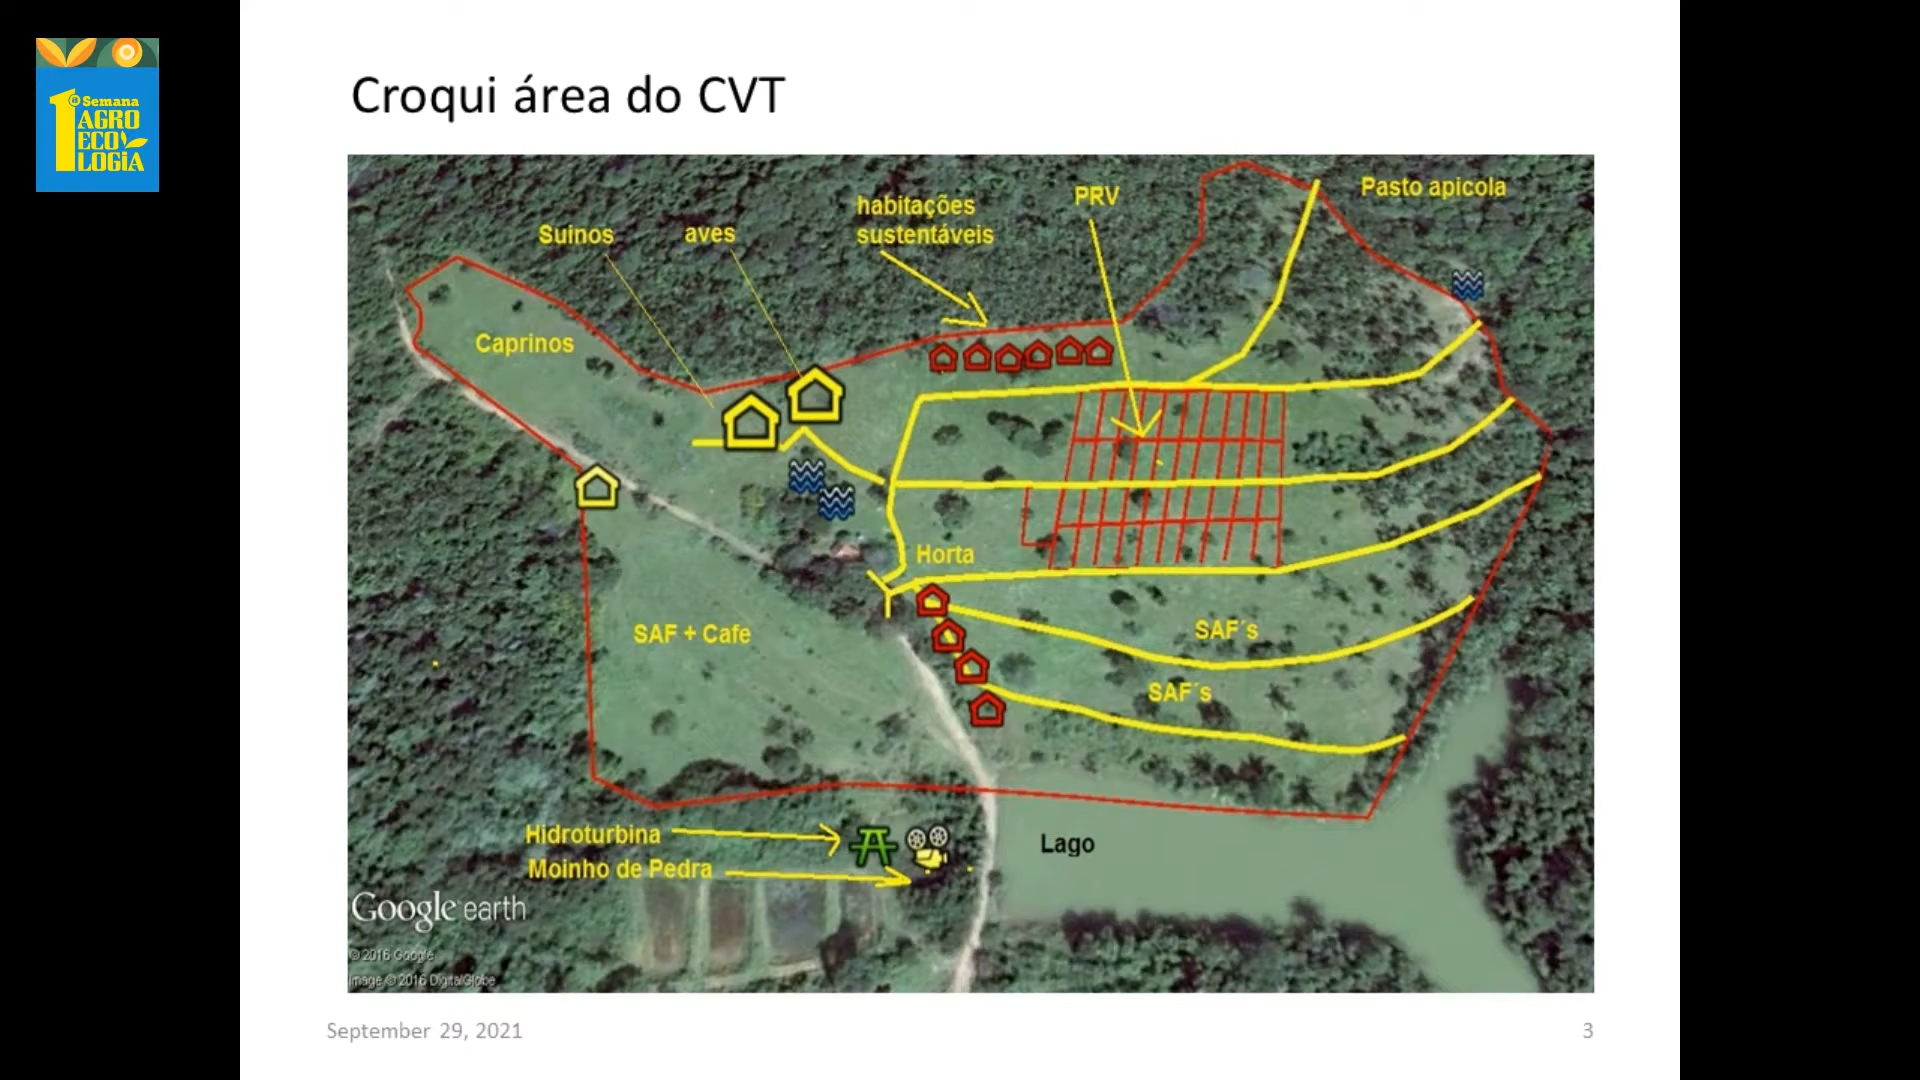 1ª Semana
AGRO
ECO
LOGIA
Croqui área do CVT
Pasto apicola
PRV
habitações
sustentáveis
Suinos
aves
Caprinos
Horta
SAF + Cafe
SAF´s
SAF´s
Hidroturbina
Moinho de Pedra
Lago
Google earth
© 2016 Google
Image © 2016 DigitalGlobe
September 29, 2021
3